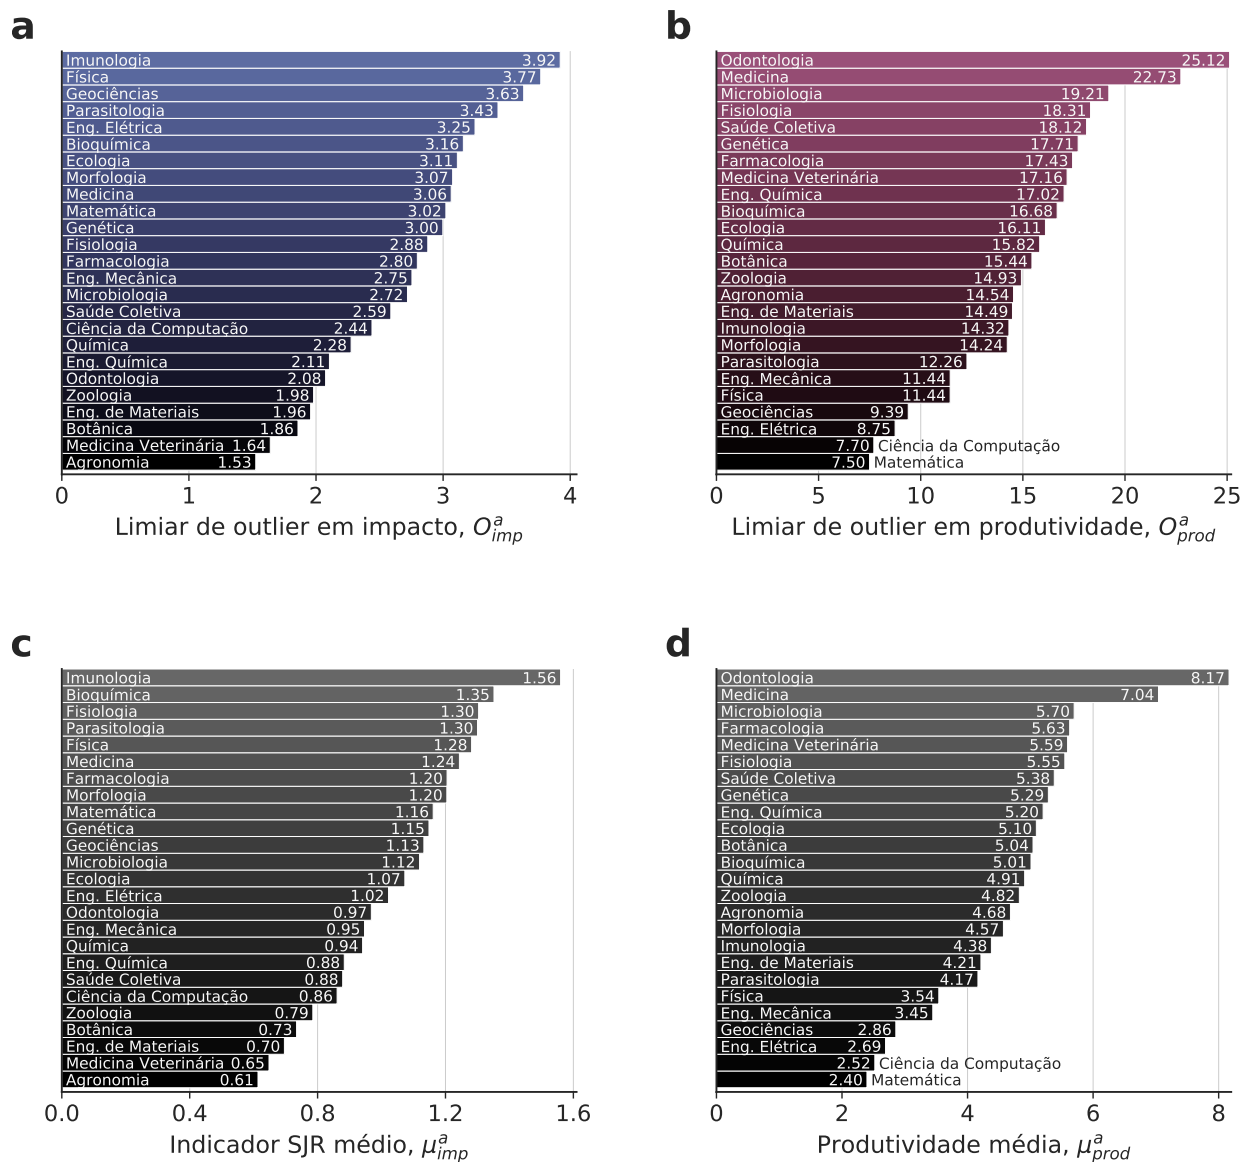 a
Imunologia 3.92
Física 3.77
Geociências 3.63
Parasitologia 3.43
Eng. Elétrica 3.25
Bioquímica 3.16
Ecologia 3.11
Morfologia 3.07
Medicina 3.06
Matemática 3.02
Genética 3.00
Fisiologia 2.88
Farmacologia 2.80
Eng. Mecânica 2.75
Microbiologia 2.72
Saúde Coletiva 2.59
Ciência da Computação 2.44
Química 2.28
Eng. Química 2.11
Odontologia 2.08
Zoologia 1.98
Eng. de Materiais 1.96
Botânica 1.86
Medicina Veterinária 1.64
Agronomia 1.53
0 1 2 3 4
Limiar de outlier em impacto, O^a_imp
b
Odontologia 25.12
Medicina 22.73
Microbiologia 19.21
Fisiologia 18.31
Saúde Coletiva 18.12
Genética 17.71
Farmacologia 17.43
Medicina Veterinária 17.16
Eng. Química 17.02
Bioquímica 16.68
Ecologia 16.11
Química 15.82
Botânica 15.44
Zoologia 14.93
Agronomia 14.54
Eng. de Materiais 14.49
Imunologia 14.32
Morfologia 14.24
Parasitologia 12.26
Eng. Mecânica 11.44
Física 11.44
Geociências 9.39
Eng. Elétrica 8.75
7.70 Ciência da Computação
7.50 Matemática
0 5 10 15 20 25
Limiar de outlier em produtividade, O^a_prod
c
Imunologia 1.56
Bioquímica 1.35
Fisiologia 1.30
Parasitologia 1.30
Física 1.28
Medicina 1.24
Farmacologia 1.20
Morfologia 1.20
Matemática 1.16
Genética 1.15
Geociências 1.13
Microbiologia 1.12
Ecologia 1.07
Eng. Elétrica 1.02
Odontologia 0.97
Eng. Mecânica 0.95
Química 0.94
Eng. Química 0.88
Saúde Coletiva 0.88
Ciência da Computação 0.86
Zoologia 0.79
Botânica 0.73
Eng. de Materiais 0.70
Medicina Veterinária 0.65
Agronomia 0.61
0.0 0.4 0.8 1.2 1.6
Indicador SJR médio, μ^a_imp
d
Odontologia 8.17
Medicina 7.04
Microbiologia 5.70
Farmacologia 5.63
Medicina Veterinária 5.59
Fisiologia 5.55
Saúde Coletiva 5.38
Genética 5.29
Eng. Química 5.20
Ecologia 5.10
Botânica 5.04
Bioquímica 5.01
Química 4.91
Zoologia 4.82
Agronomia 4.68
Morfologia 4.57
Imunologia 4.38
Eng. de Materiais 4.21
Parasitologia 4.17
Física 3.54
Eng. Mecânica 3.45
Geociências 2.86
Eng. Elétrica 2.69
2.52 Ciência da Computação
2.40 Matemática
0 2 4 6 8
Produtividade média, μ^a_prod